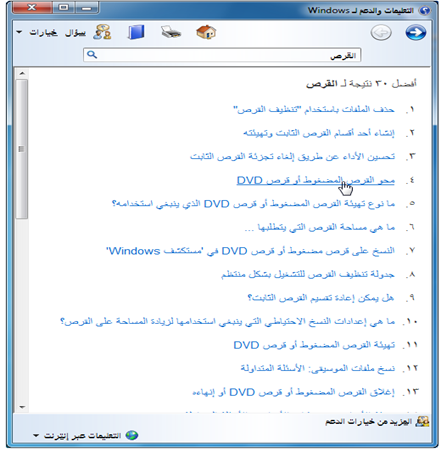 التعليمات والدعم لـ Windows
سؤال خيارات
القرص
أفضل ٣٠ نتيجة لـ القرص
١. حذف الملفات باستخدام "تنظيف القرص"
٢. إنشاء أحد أقسام القرص الثابت وتهيئته
٣. تحسين الأداء عن طريق إلغاء تجزئة القرص الثابت
٤. محو القرص المضغوط أو قرص DVD
٥. ما نوع تهيئة القرص المضغوط أو قرص DVD الذي ينبغي استخدامه؟
٦. ما هي مساحة القرص التي يتطلبها ...
٧. النسخ على قرص مضغوط أو قرص DVD في 'مستكشف Windows'
٨. جدولة تنظيف القرص للتشغيل بشكل منتظم
٩. هل يمكن إعادة تقسيم القرص الثابت؟
١٠. ما هي إعدادات النسخ الاحتياطي التي ينبغي استخدامها لزيادة المساحة على القرص؟
١١. تهيئة القرص المضغوط أو قرص DVD
١٢. نسخ ملفات الموسيقى: الأسئلة المتداولة
١٣. إغلاق القرص المضغوط أو قرص DVD أو إنهاءه
المزيد من خيارات الدعم
التعليمات عبر إنترنت